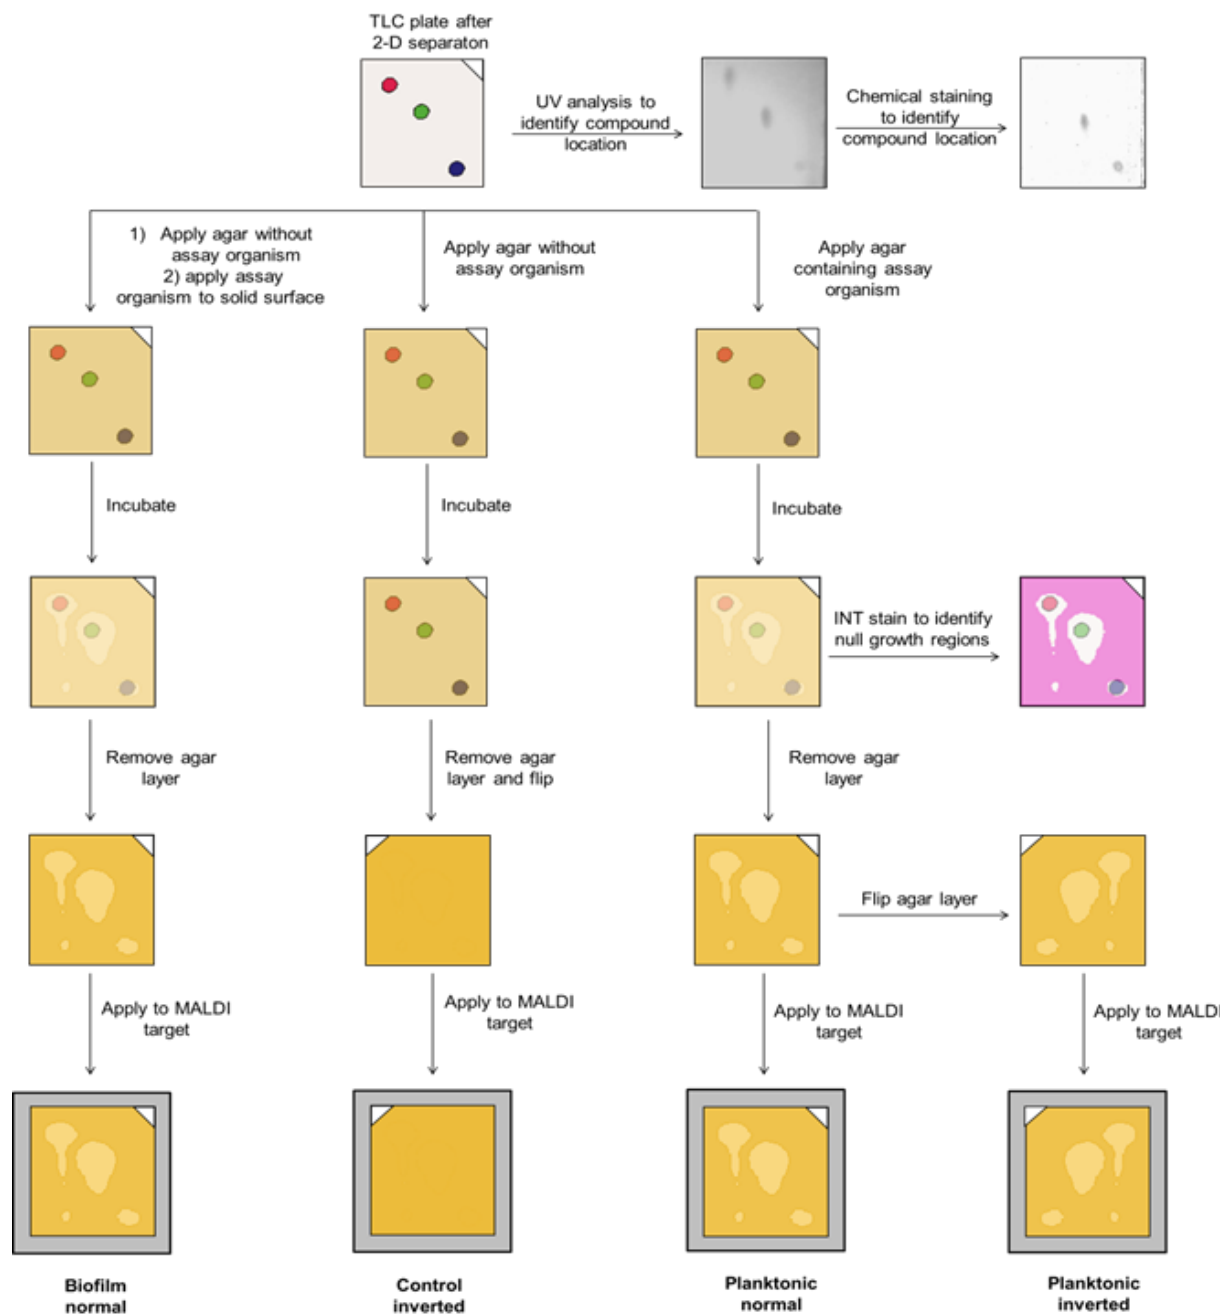 TLC plate after
2-D separaton
UV analysis to
identify compound
location
Chemical staining
to identify
compound location
1) Apply agar without
assay organism
2) apply assay
organism to solid surface
Apply agar without
assay organism
Apply agar
containing assay
organism
Incubate
Incubate
Incubate
INT stain to identify
null growth regions
Remove agar
layer
Remove agar
layer and flip
Remove agar
layer
Flip agar layer
Apply to MALDI
target
Apply to MALDI
target
Apply to MALDI
target
Apply to MALDI
target
Biofilm
normal
Control
inverted
Planktonic
normal
Planktonic
inverted